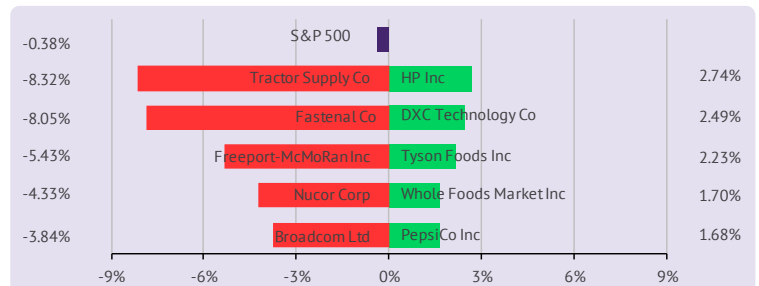 -0.38% S&P 500
-8.32% Tractor Supply Co HP Inc 2.74%
-8.05% Fastenal Co DXC Technology Co 2.49%
-5.43% Freeport-McMoRan Inc Tyson Foods Inc 2.23%
-4.33% Nucor Corp Whole Foods Market Inc 1.70%
-3.84% Broadcom Ltd PepsiCo Inc 1.68%
-9% -6% -3% 0% 3% 6% 9%